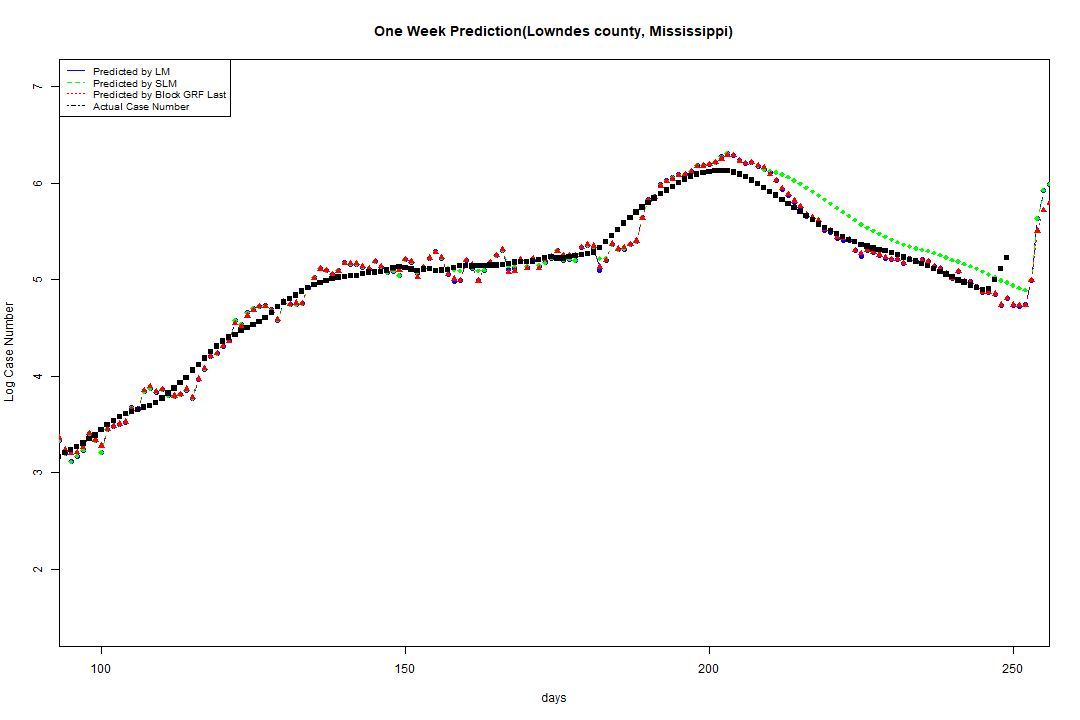 One Week Prediction(Lowndes county, Mississippi)
Predicted by LM
Predicted by SLM
Predicted by Block GRF Last
Actual Case Number
7
6
5
4
3
2
Log Case Number
100 150 200 250
days